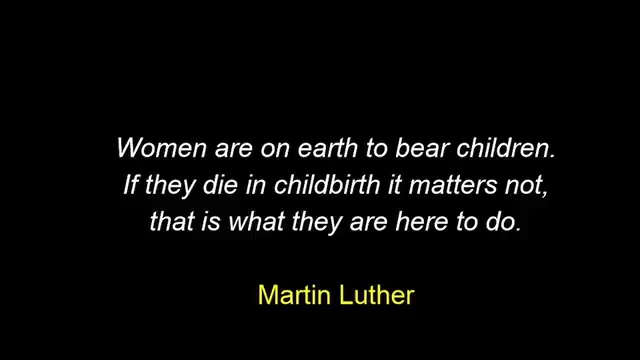 Women are on earth to bear children.
If they die in childbirth it matters not,
that is what they are here to do.
Martin Luther